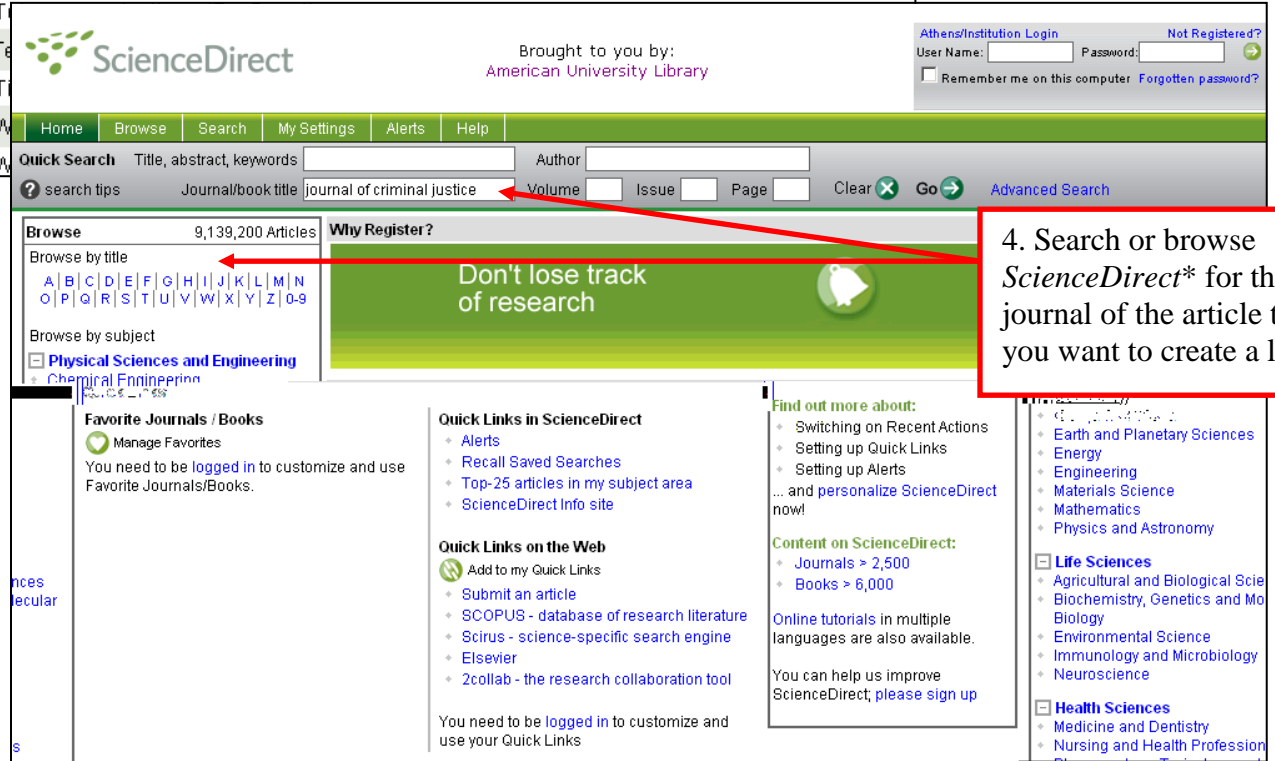 ScienceDirect
Brought to you by:
American University Library
Athens/Institution Login Not Registered?
User Name: Password:
Remember me on this computer Forgotten password?
Home Browse Search My Settings Alerts Help
Quick Search Title, abstract, keywords Author
search tips Journal/book title journal of criminal justice Volume Issue Page Clear Go Advanced Search
Browse 9,139,200 Articles
Browse by title
A|B|C|D|E|F|G|H|I|J|K|L|M|N
O|P|Q|R|S|T|U|V|W|X|Y|Z|0-9
Browse by subject
Physical Sciences and Engineering
Chemical Engineering
Why Register?
Don't lose track
of research
4. Search or browse
ScienceDirect* for th
journal of the article t
you want to create a l
Favorite Journals / Books
Manage Favorites
You need to be logged in to customize and use
Favorite Journals/Books.
Quick Links in ScienceDirect
Alerts
Recall Saved Searches
Top-25 articles in my subject area
ScienceDirect Info site
Quick Links on the Web
Add to my Quick Links
Submit an article
SCOPUS - database of research literature
Scirus - science-specific search engine
Elsevier
2collab - the research collaboration tool
You need to be logged in to customize and
use your Quick Links
Find out more about:
Switching on Recent Actions
Setting up Quick Links
Setting up Alerts
... and personalize ScienceDirect
now!
Content on ScienceDirect:
Journals > 2,500
Books > 6,000
Online tutorials in multiple
languages are also available.
You can help us improve
ScienceDirect; please sign up
Earth and Planetary Sciences
Energy
Engineering
Materials Science
Mathematics
Physics and Astronomy
Life Sciences
Agricultural and Biological Scie
Biochemistry, Genetics and Mo
Biology
Environmental Science
Immunology and Microbiology
Neuroscience
Health Sciences
Medicine and Dentistry
Nursing and Health Profession
nces
lecular
s